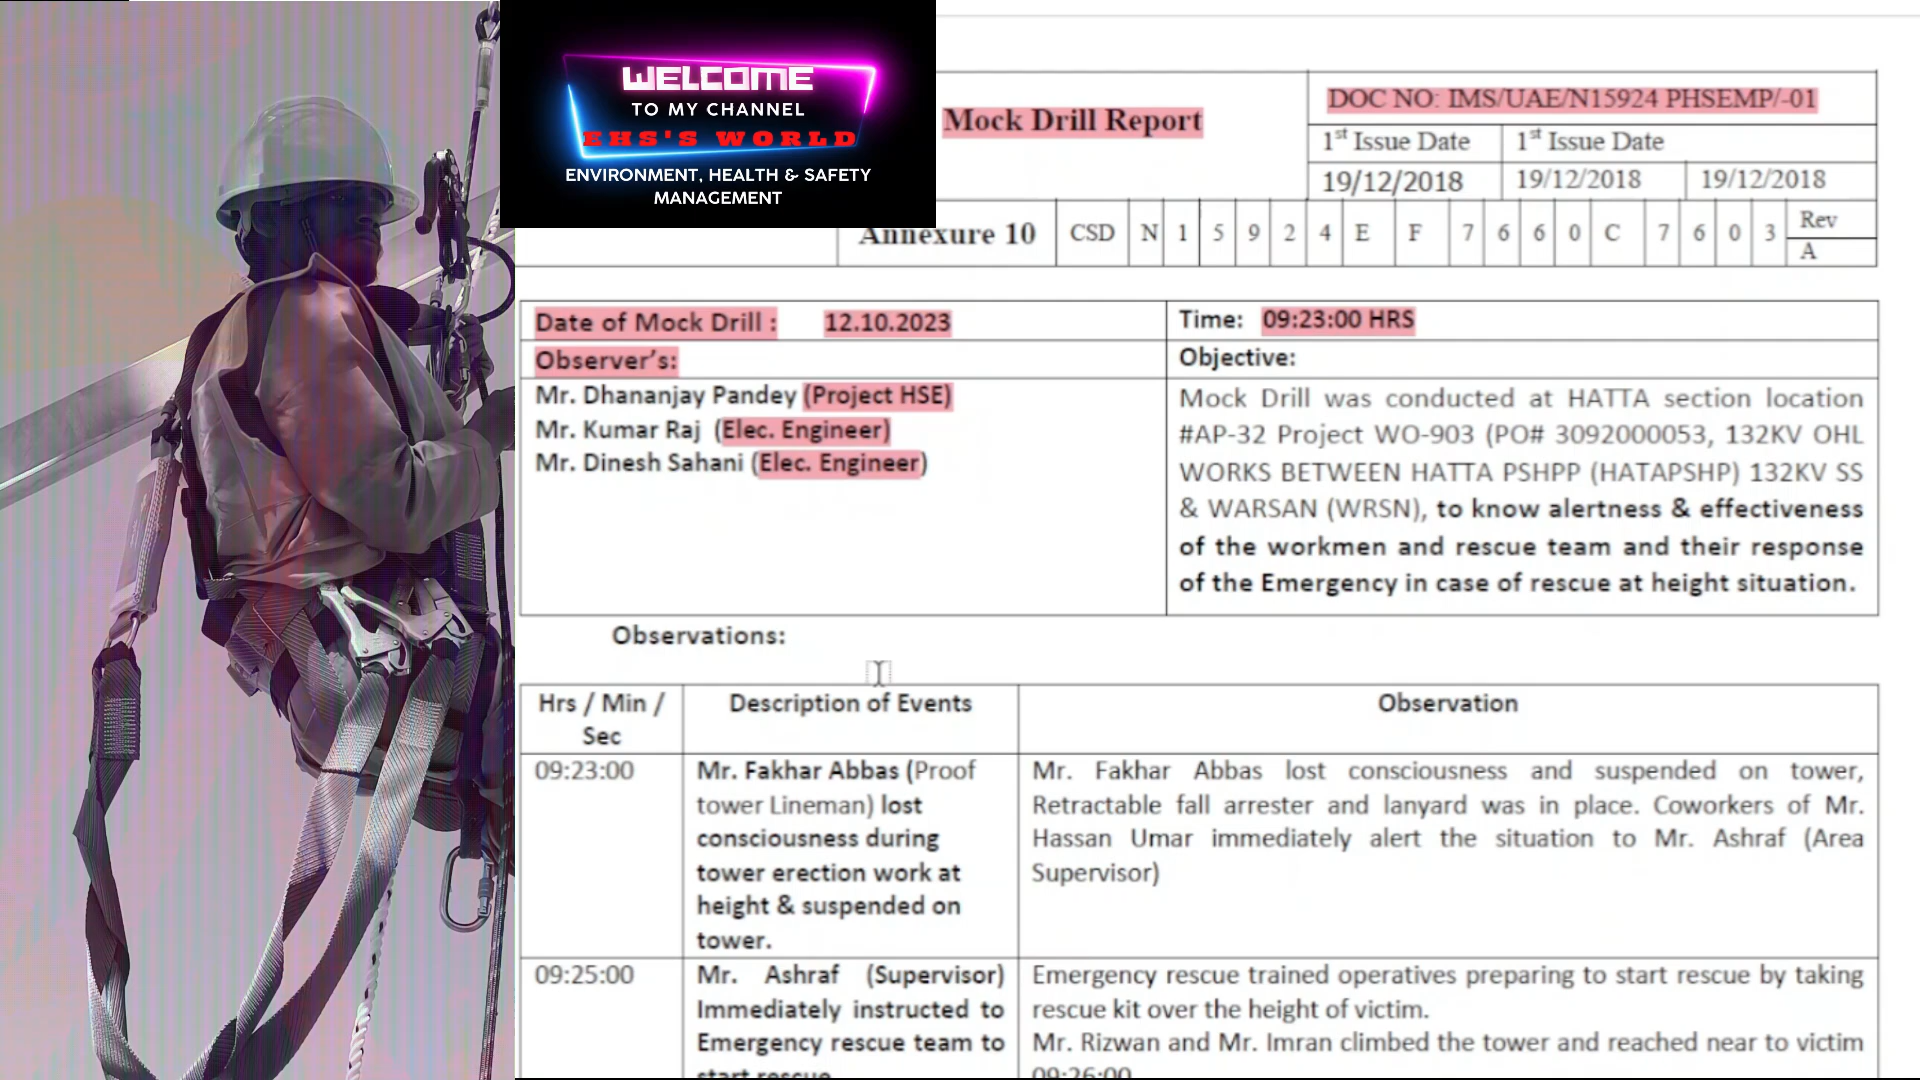 WELCOME
TO MY CHANNEL
EHS'S WORLD
ENVIRONMENT, HEALTH & SAFETY
MANAGEMENT
Mock Drill Report
DOC NO: IMS/UAE/N15924 PHSEMP/-01
1st Issue Date 1st Issue Date
19/12/2018 19/12/2018 19/12/2018
Annexure 10 CSD N 1 5 9 2 4 E F 7 6 6 0 C 7 6 0 3 Rev
A
Date of Mock Drill : 12.10.2023 Time: 09:23:00 HRS
Observer's: Objective:
Mr. Dhananjay Pandey (Project HSE)
Mr. Kumar Raj (Elec. Engineer)
Mr. Dinesh Sahani (Elec. Engineer)
Mock Drill was conducted at HATTA section location
#AP-32 Project WO-903 (PO# 3092000053, 132KV OHL
WORKS BETWEEN HATTA PSHPP (HATAPSHP) 132KV SS
& WARSAN (WRSN), to know alertness & effectiveness
of the workmen and rescue team and their response
of the Emergency in case of rescue at height situation.
Observations:
Hrs / Min /
Sec
Description of Events
Observation
09:23:00
Mr. Fakhar Abbas (Proof
tower Lineman) lost
consciousness during
tower erection work at
height & suspended on
tower.
Mr. Fakhar Abbas lost consciousness and suspended on tower,
Retractable fall arrester and lanyard was in place. Coworkers of Mr.
Hassan Umar immediately alert the situation to Mr. Ashraf (Area
Supervisor)
09:25:00
Mr. Ashraf (Supervisor)
Immediately instructed to
Emergency rescue team to
start rescue
Emergency rescue trained operatives preparing to start rescue by taking
rescue kit over the height of victim.
Mr. Rizwan and Mr. Imran climbed the tower and reached near to victim
09:26:00